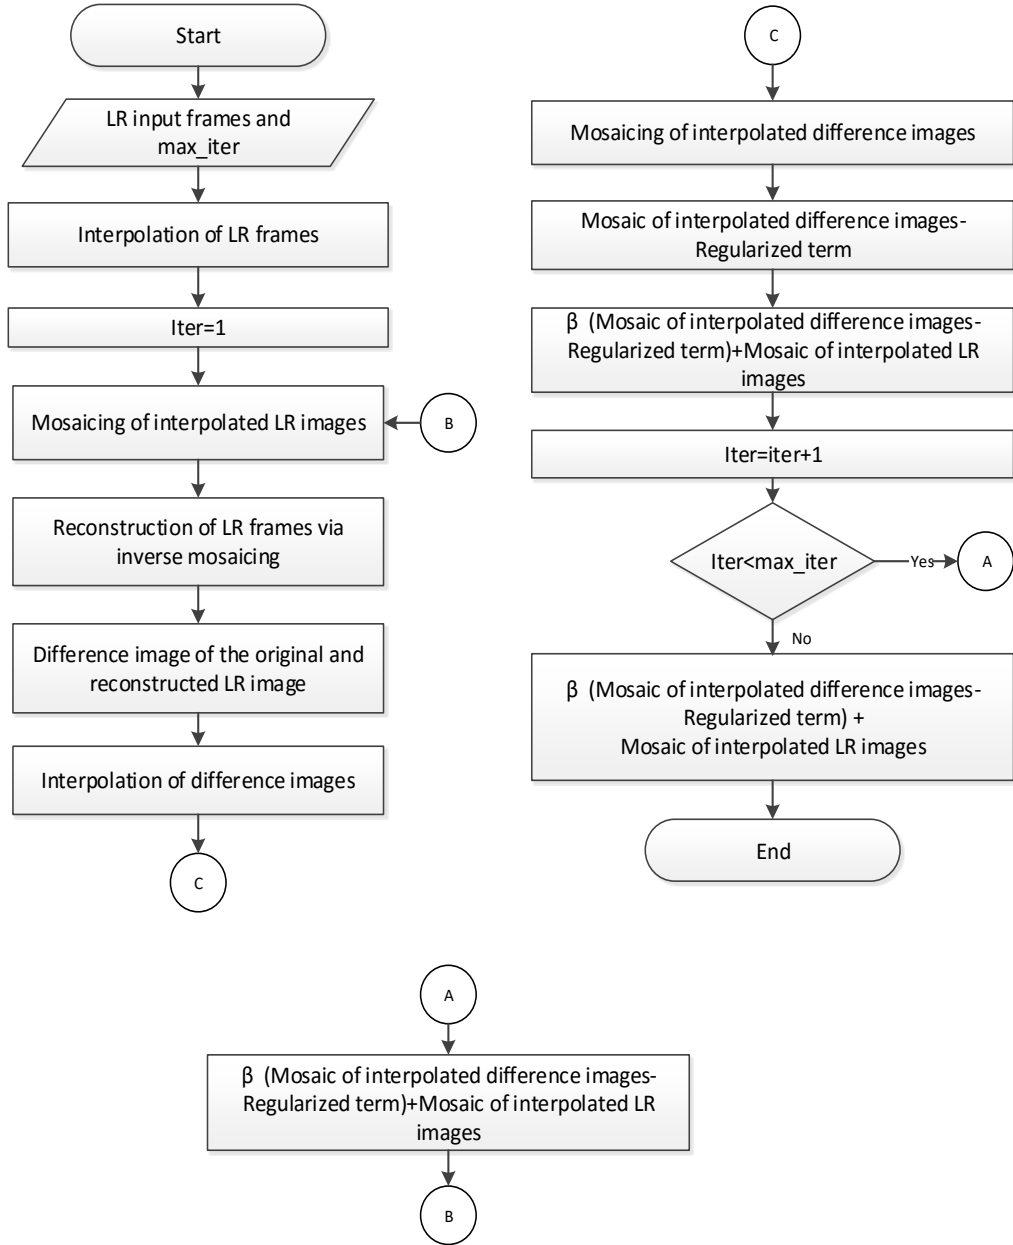 Start
LR input frames and
max_iter
Interpolation of LR frames
Iter=1
Mosaicing of interpolated LR images
B
Reconstruction of LR frames via
inverse mosaicing
Difference image of the original and
reconstructed LR image
Interpolation of difference images
C
C
Mosaicing of interpolated difference images
Mosaic of interpolated difference images-
Regularized term
β (Mosaic of interpolated difference images-
Regularized term)+Mosaic of interpolated LR
images
Iter=iter+1
Iter<max_iter
Yes
A
No
β (Mosaic of interpolated difference images-
Regularized term) +
Mosaic of interpolated LR images
End
A
β (Mosaic of interpolated difference images-
Regularized term)+Mosaic of interpolated LR
images
B